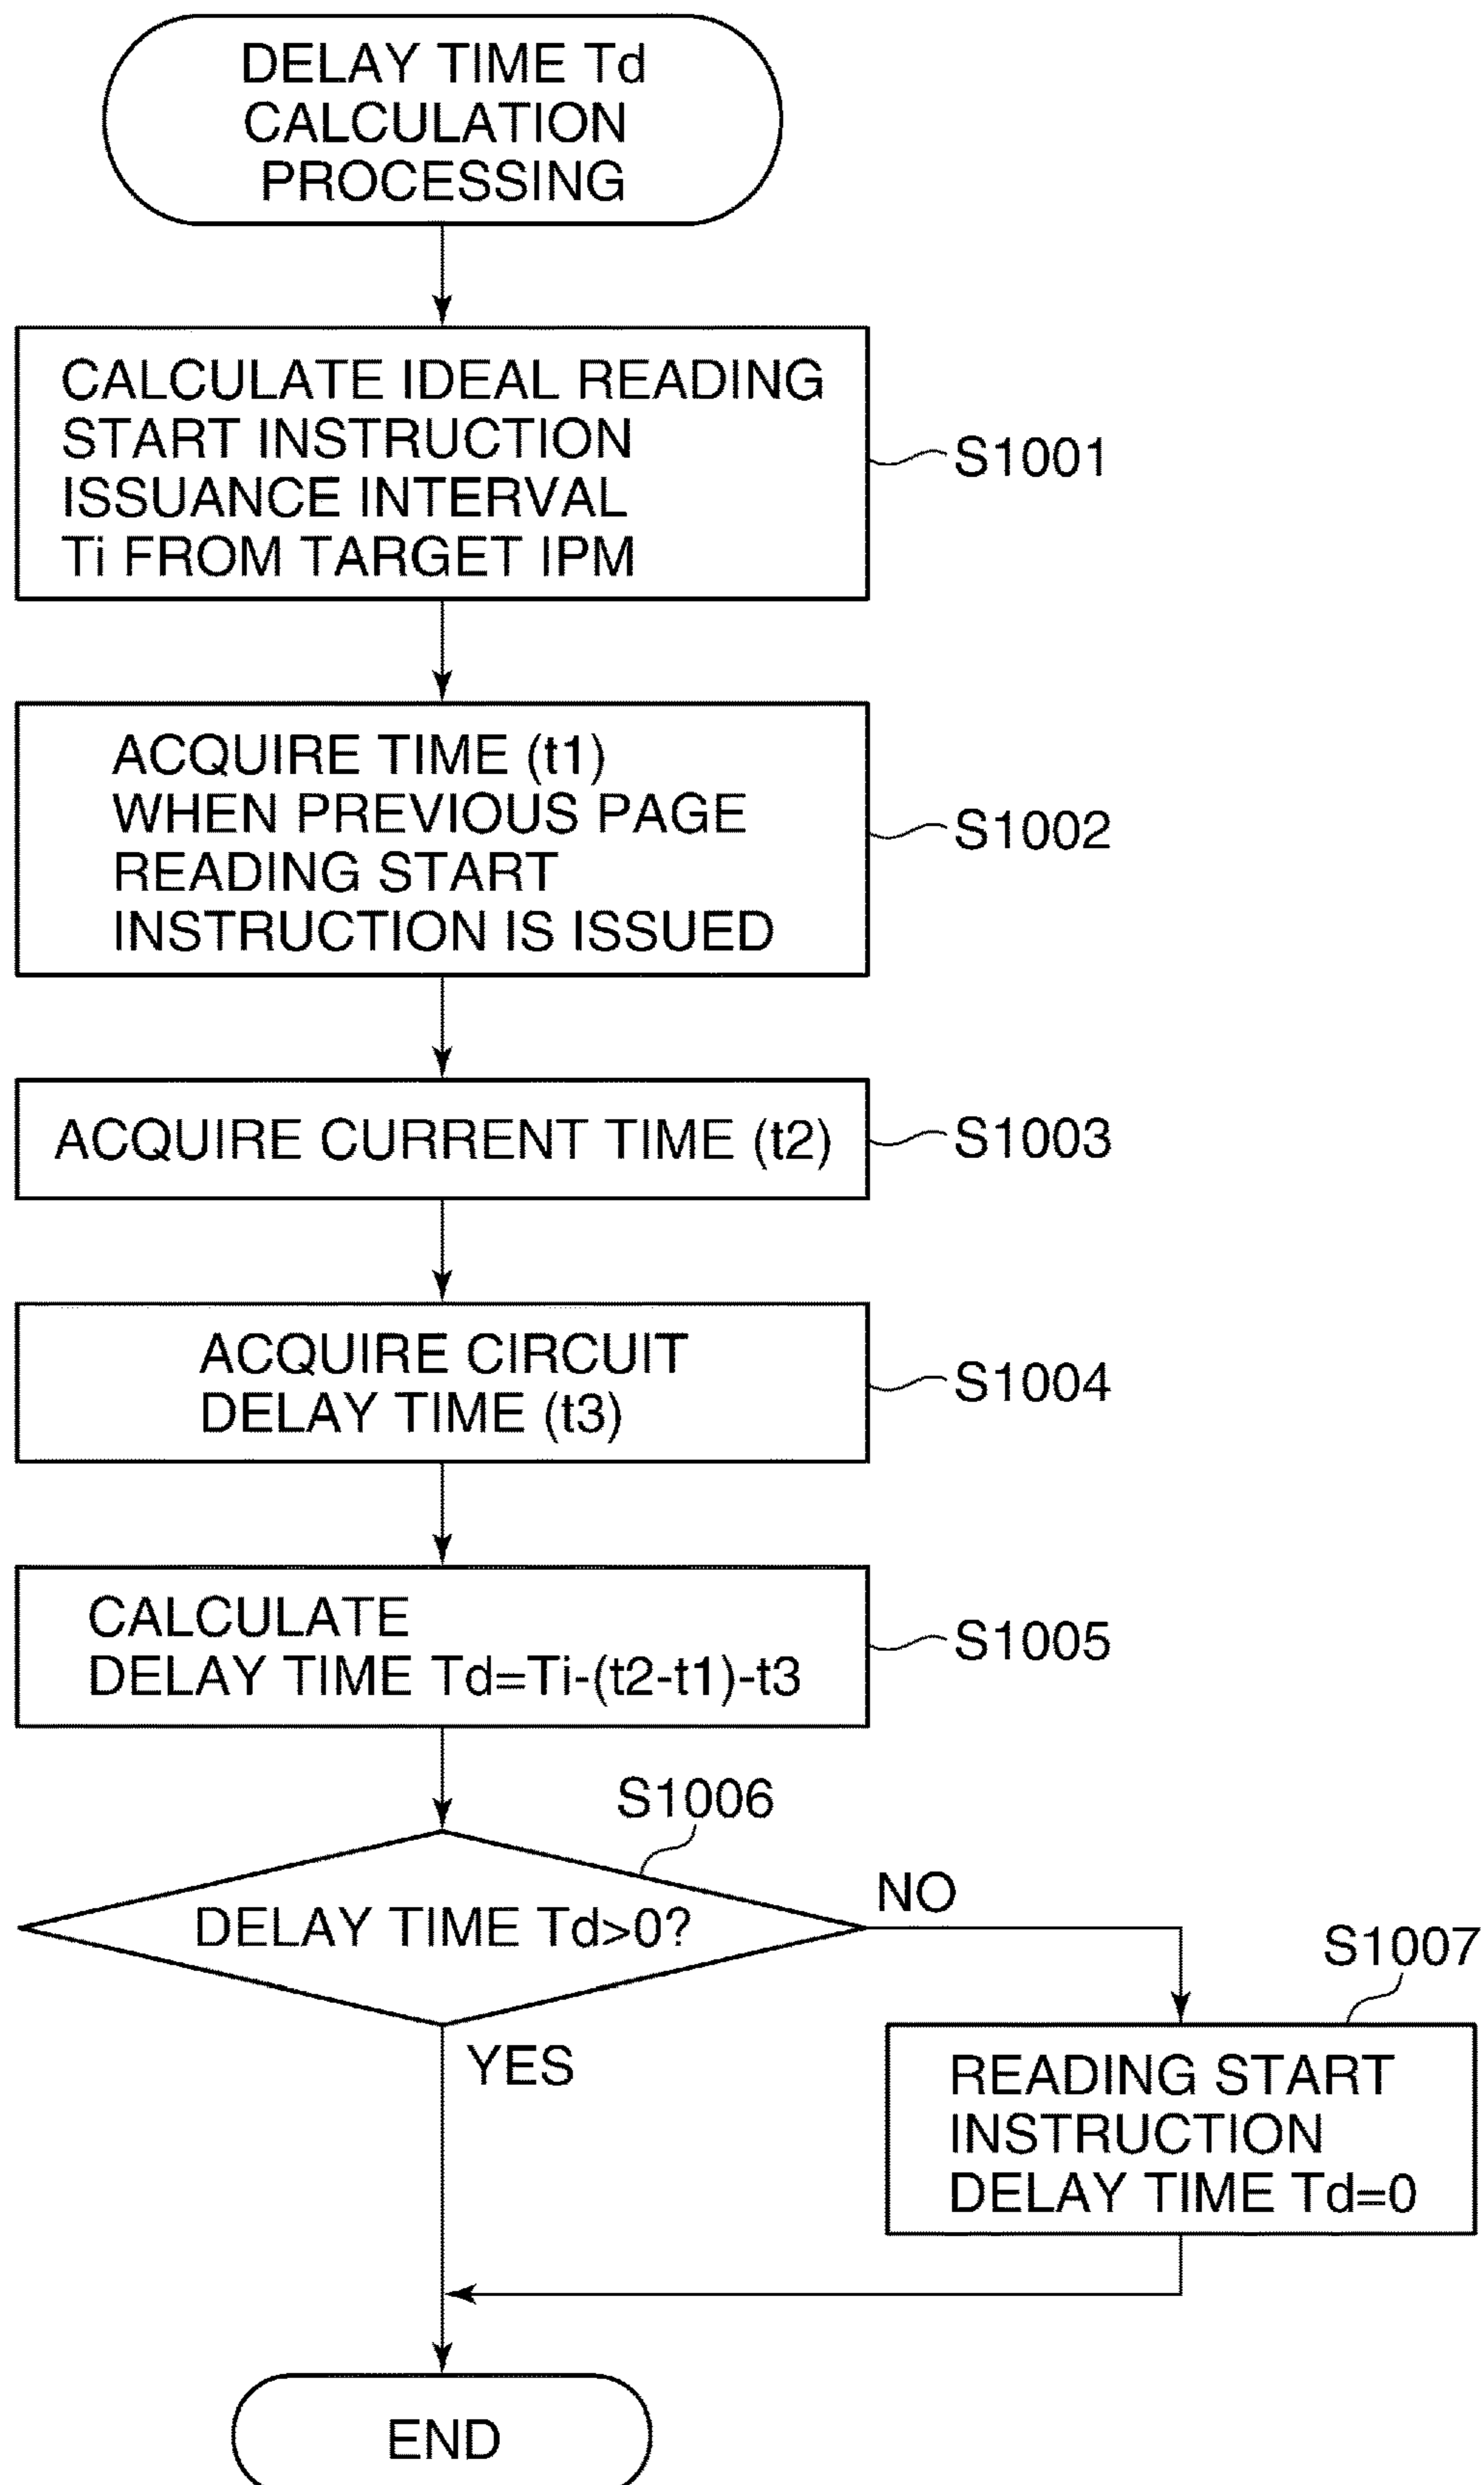 DELAY TIME Td
CALCULATION
PROCESSING
CALCULATE IDEAL READING
START INSTRUCTION
ISSUANCE INTERVAL
Ti FROM TARGET IPM
S1001
ACQUIRE TIME (t1)
WHEN PREVIOUS PAGE
READING START
INSTRUCTION IS ISSUED
S1002
ACQUIRE CURRENT TIME (t2)
S1003
ACQUIRE CIRCUIT
DELAY TIME (t3)
S1004
CALCULATE
DELAY TIME Td=Ti-(t2-t1)-t3
S1005
S1006
DELAY TIME Td>0?
NO
YES
S1007
READING START
INSTRUCTION
DELAY TIME Td=0
END